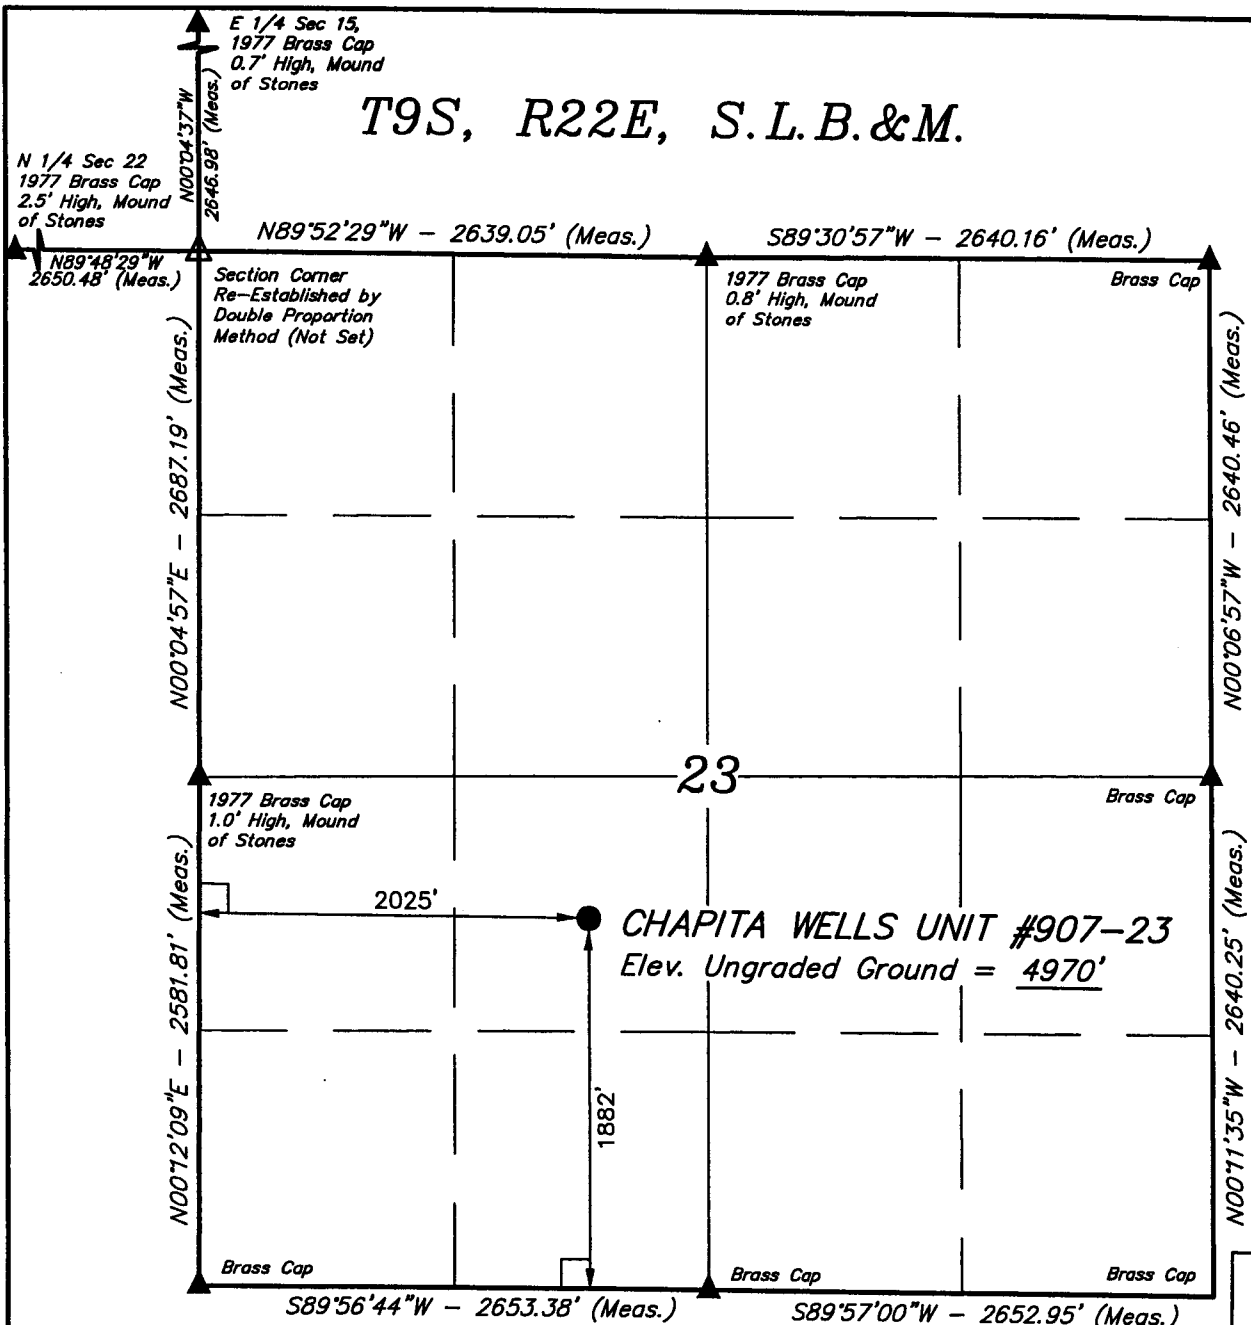 E 1/4 Sec 15,
1977 Brass Cap
0.7' High, Mound
of Stones
T9S, R22E, S.L.B.&M.
N00°04'37"W
2646.98' (Meas.)
N 1/4 Sec 22
1977 Brass Cap
2.5' High, Mound
of Stones
N89°52'29"W - 2639.05' (Meas.)
S89°30'57"W - 2640.16' (Meas.)
N89°48'29"W
2650.48' (Meas.)
Section Corner
Re-Established by
Double Proportion
Method (Not Set)
1977 Brass Cap
0.8' High, Mound
of Stones
Brass Cap
N00°04'57"E - 2687.19' (Meas.)
N00°06'57"W - 2640.46' (Meas.)
23
1977 Brass Cap
1.0' High, Mound
of Stones
Brass Cap
2025'
CHAPITA WELLS UNIT #907-23
Elev. Ungraded Ground = 4970'
N00°12'09"E - 2581.81' (Meas.)
1882'
N00°11'35"W - 2640.25' (Meas.)
Brass Cap
Brass Cap
Brass Cap
S89°56'44"W - 2653.38' (Meas.)
S89°57'00"W - 2652.95' (Meas.)